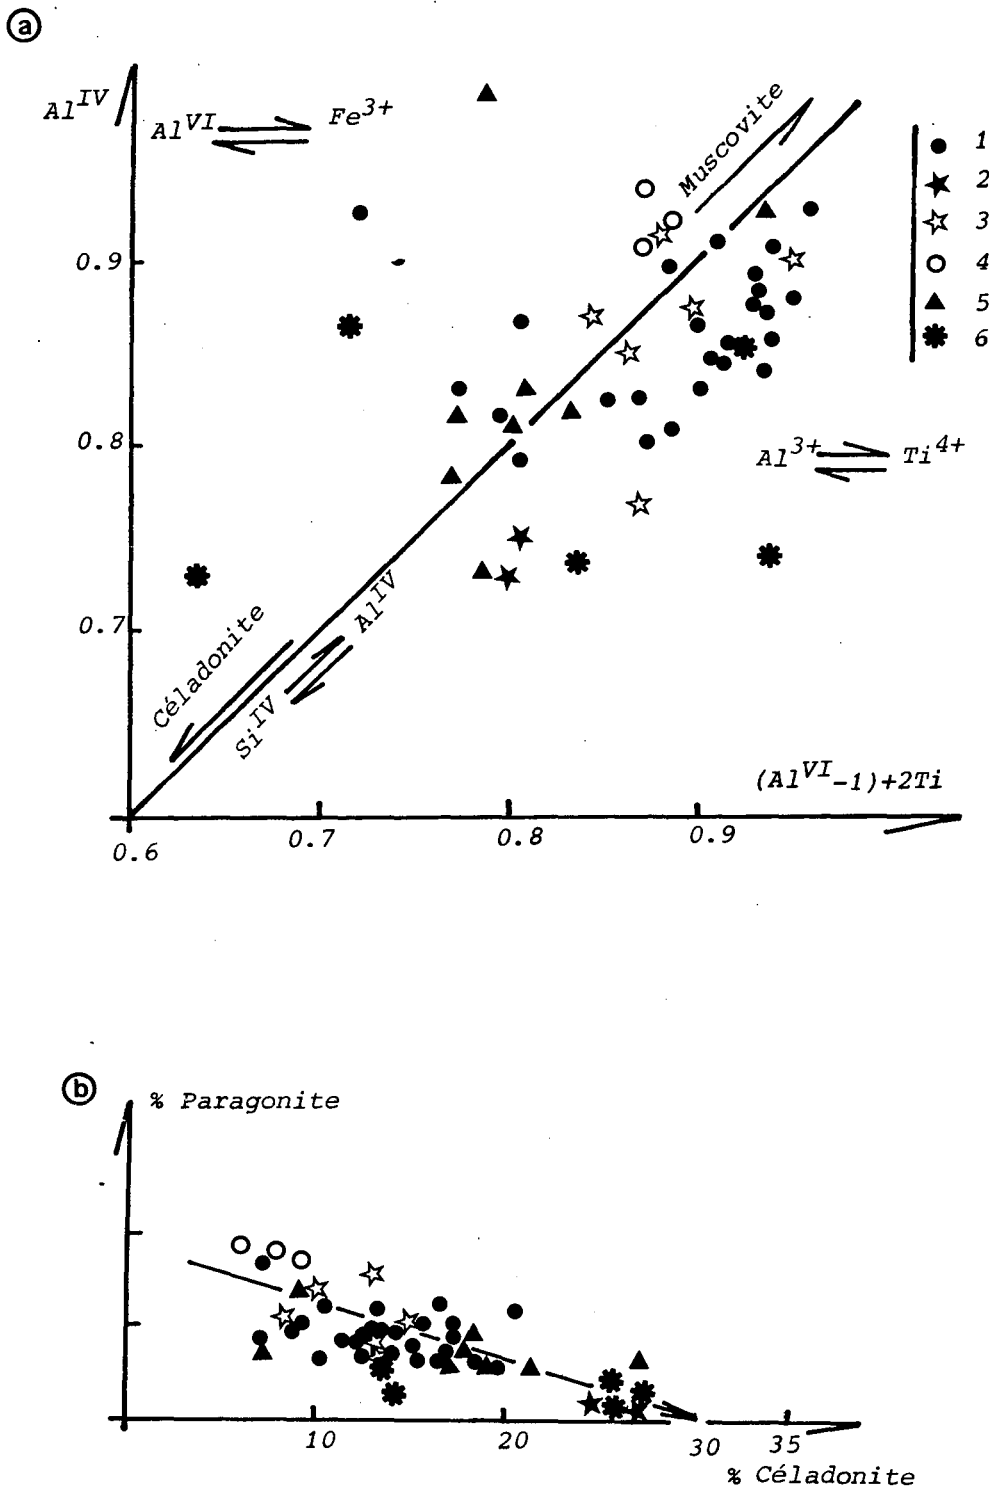 a
Al^IV
Al^VI ⇌ Fe^3+
Muscovite
1
2
3
4
5
6
0.9
0.8
0.7
Al^3+ ⇌ Ti^4+
Céladonite
Si^IV ⇌ Al^IV
(Al^VI-1)+2Ti
0.6
0.7
0.8
0.9
b
% Paragonite
10
20
30
35
% Céladonite